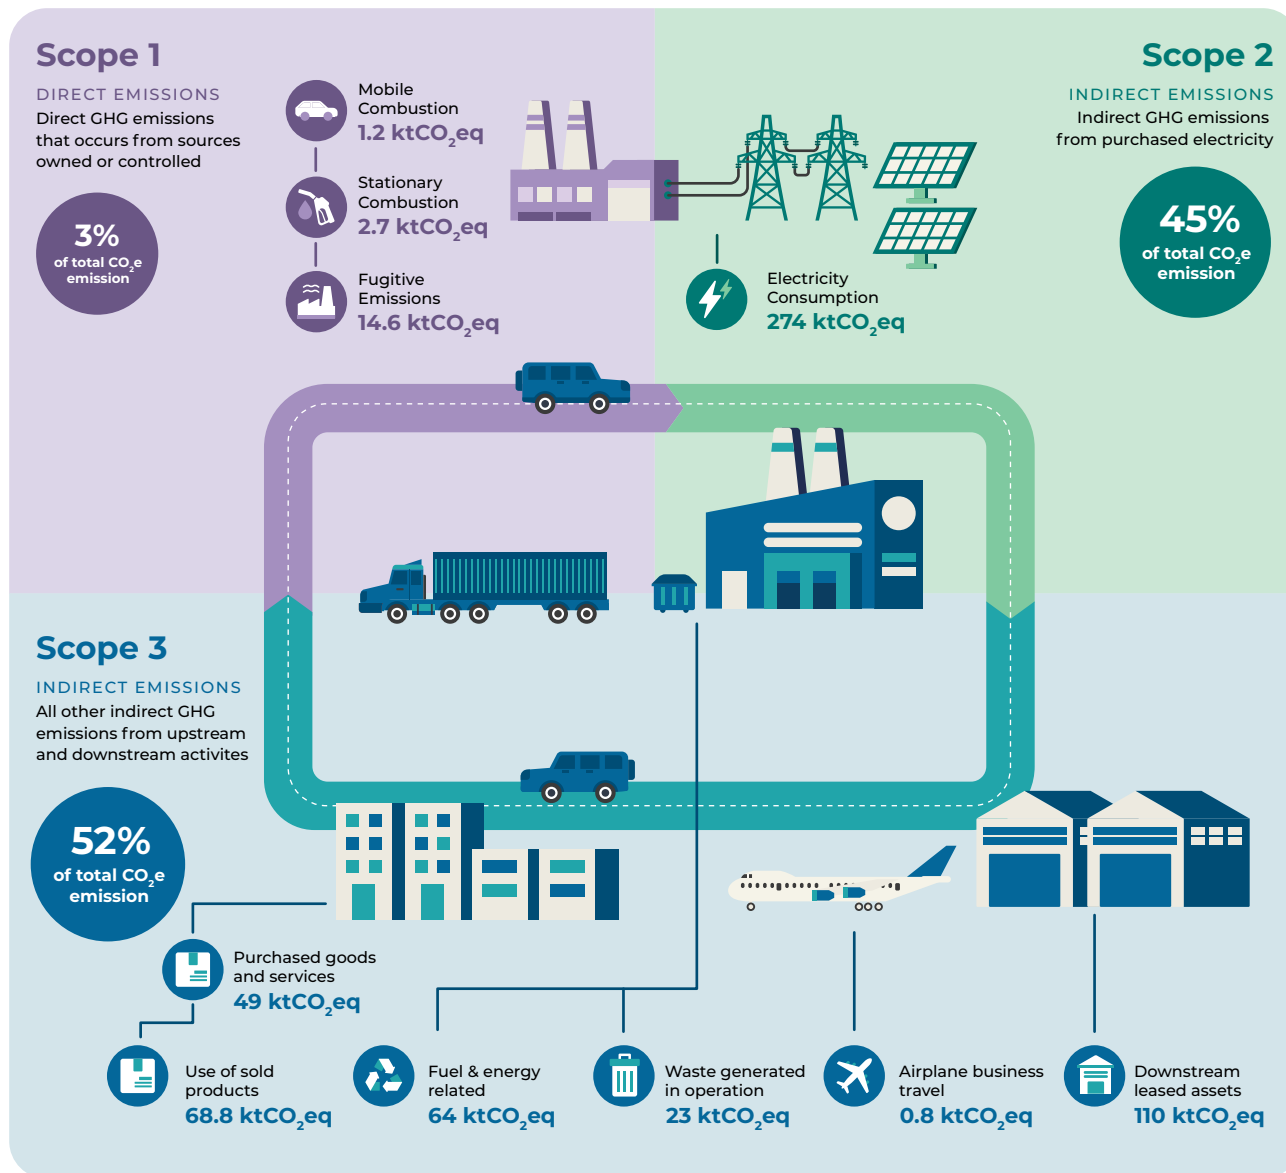 Scope 1
DIRECT EMISSIONS
Direct GHG emissions
that occurs from sources
owned or controlled
3%
of total CO₂e
emission
Mobile
Combustion
1.2 ktCO₂eq
Stationary
Combustion
2.7 ktCO₂eq
Fugitive
Emissions
14.6 ktCO₂eq
Scope 2
INDIRECT EMISSIONS
Indirect GHG emissions
from purchased electricity
45%
of total CO₂e
emission
Electricity
Consumption
274 ktCO₂eq
Scope 3
INDIRECT EMISSIONS
All other indirect GHG
emissions from upstream
and downstream activites
52%
of total CO₂e
emission
Purchased goods
and services
49 ktCO₂eq
Use of sold
products
68.8 ktCO₂eq
Fuel & energy
related
64 ktCO₂eq
Waste generated
in operation
23 ktCO₂eq
Airplane business
travel
0.8 ktCO₂eq
Downstream
leased assets
110 ktCO₂eq